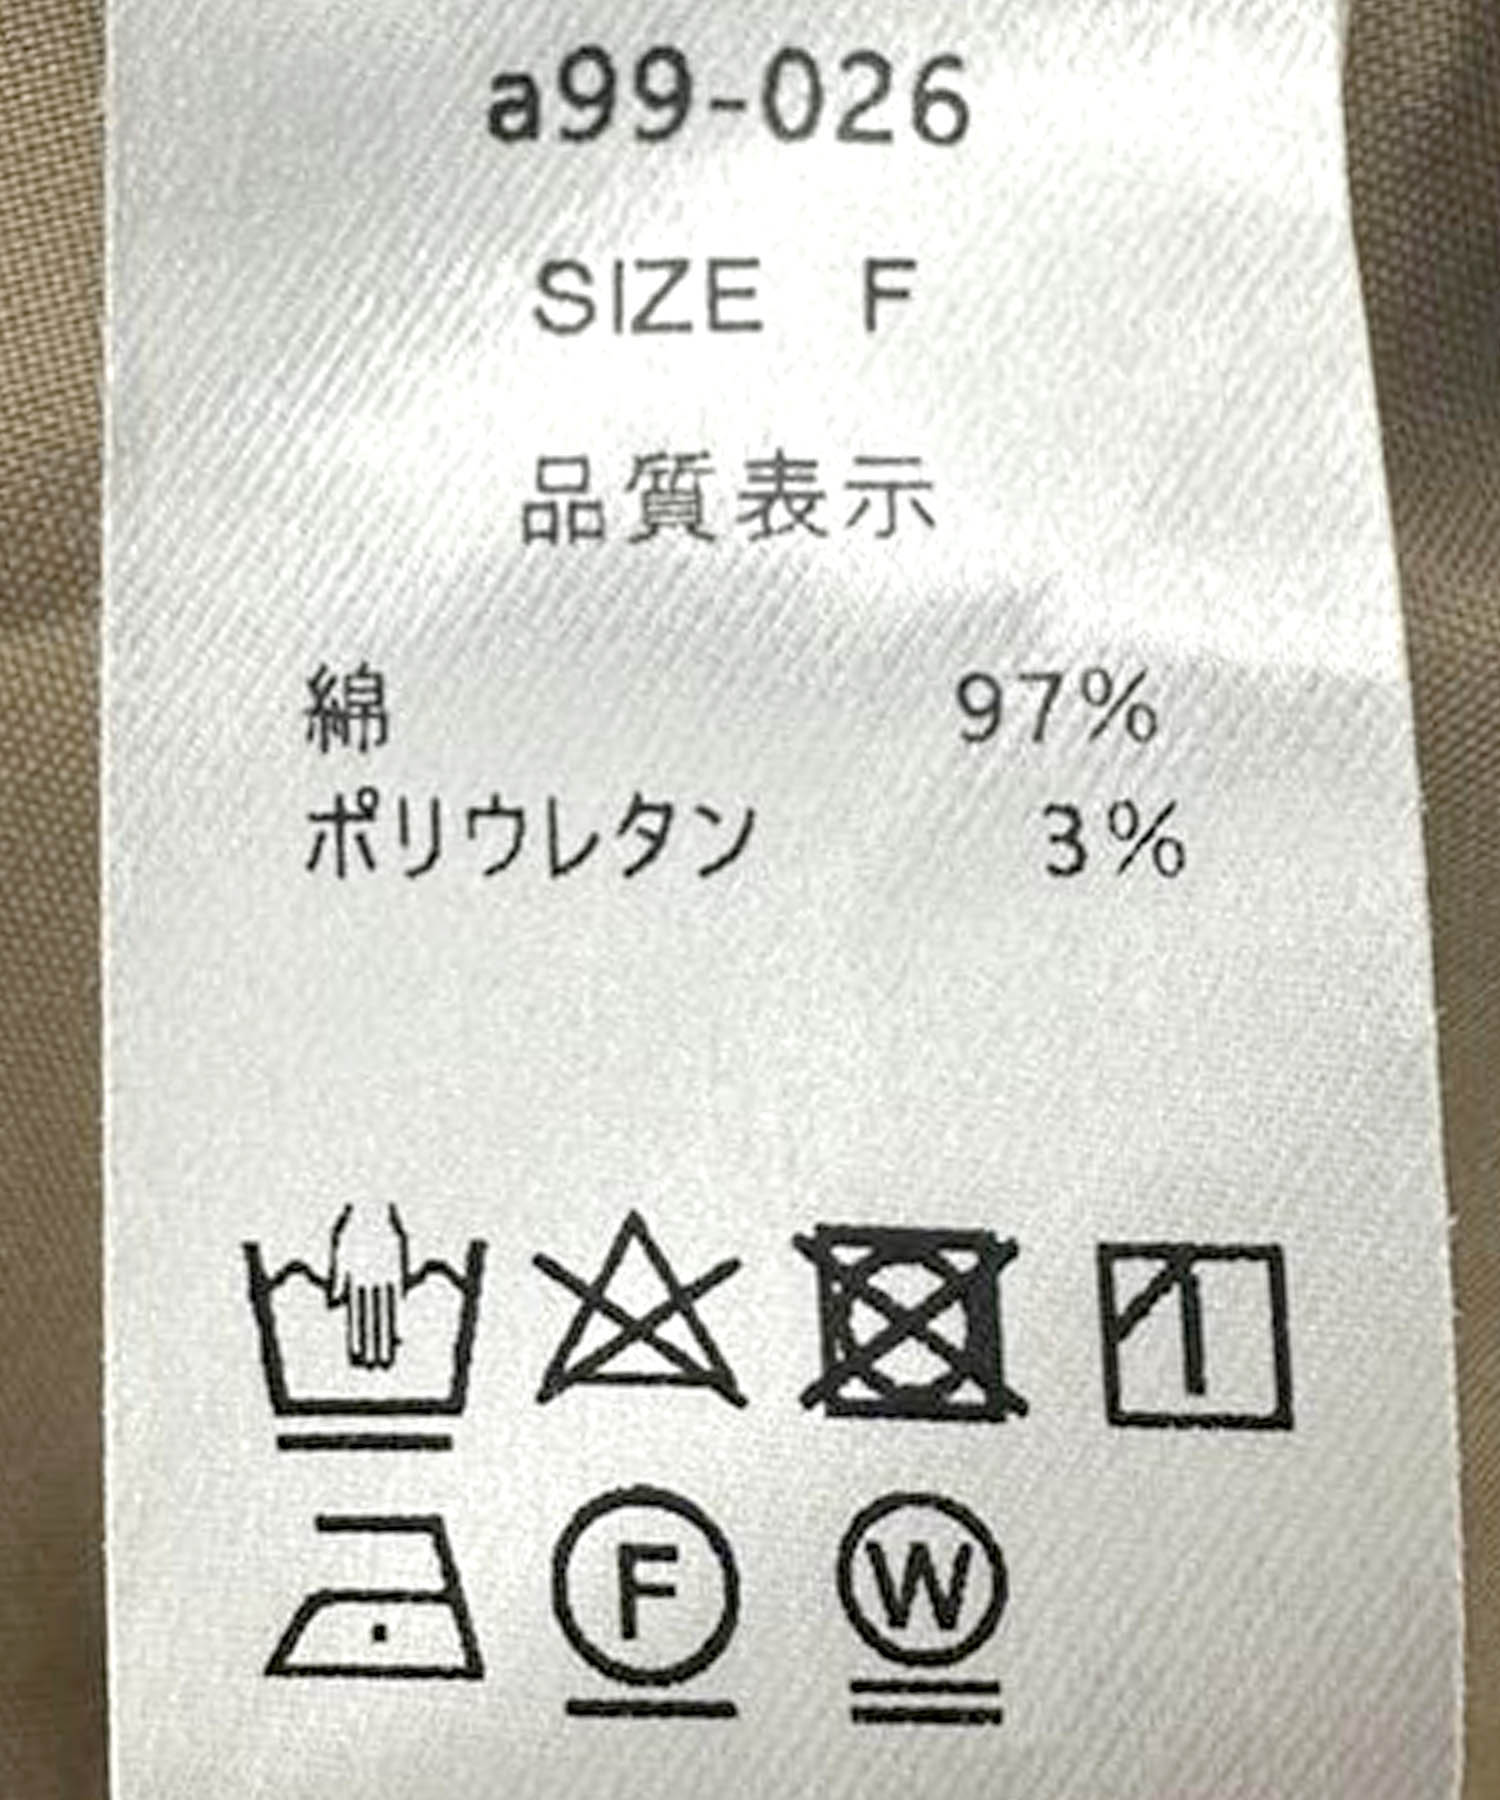 a99-026
SIZE F
品質表示
綿 97%
ポリウレタン 3%
F W